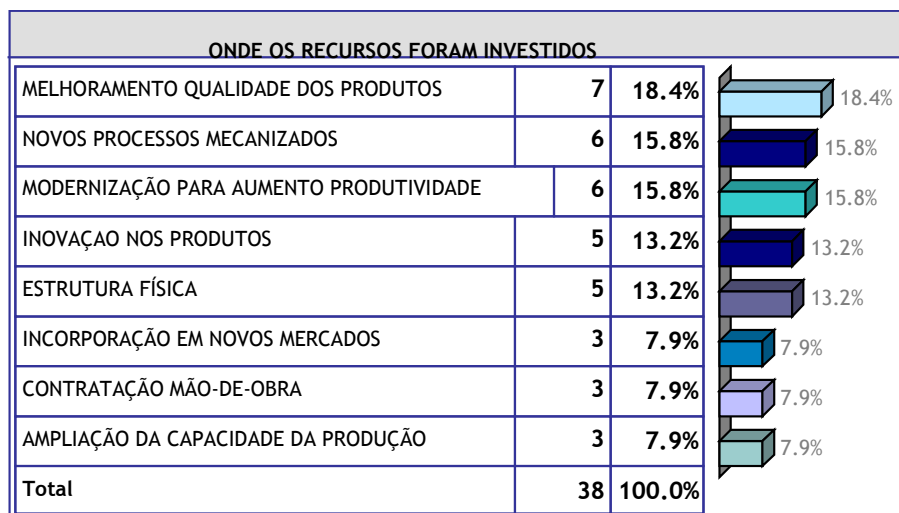 ONDE OS RECURSOS FORAM INVESTIDOS
MELHORAMENTO QUALIDADE DOS PRODUTOS 7 18.4% 18.4%
NOVOS PROCESSOS MECANIZADOS 6 15.8% 15.8%
MODERNIZAÇÃO PARA AUMENTO PRODUTIVIDADE 6 15.8% 15.8%
INOVAÇAO NOS PRODUTOS 5 13.2% 13.2%
ESTRUTURA FÍSICA 5 13.2% 13.2%
INCORPORAÇÃO EM NOVOS MERCADOS 3 7.9% 7.9%
CONTRATAÇÃO MÃO-DE-OBRA 3 7.9% 7.9%
AMPLIAÇÃO DA CAPACIDADE DA PRODUÇÃO 3 7.9% 7.9%
Total 38 100.0%